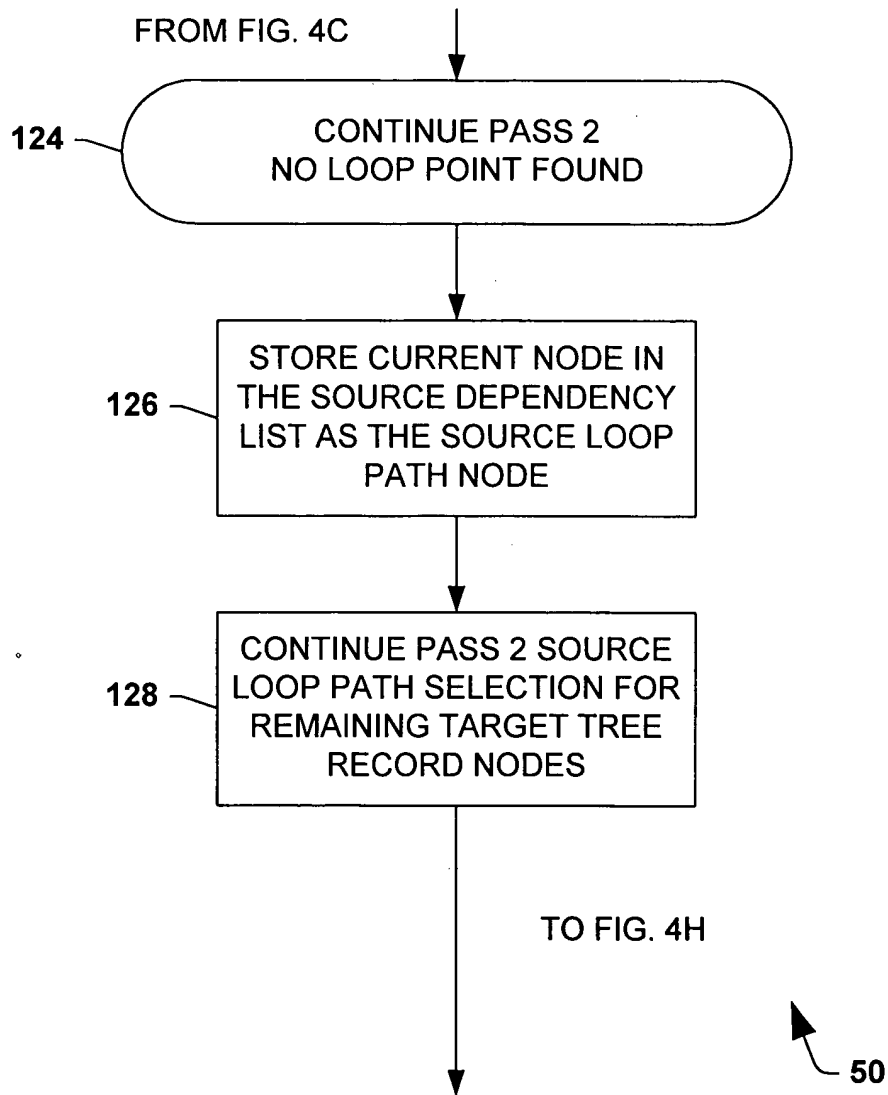 FROM FIG. 4C
124
CONTINUE PASS 2
NO LOOP POINT FOUND
126
STORE CURRENT NODE IN
THE SOURCE DEPENDENCY
LIST AS THE SOURCE LOOP
PATH NODE
128
CONTINUE PASS 2 SOURCE
LOOP PATH SELECTION FOR
REMAINING TARGET TREE
RECORD NODES
TO FIG. 4H
50